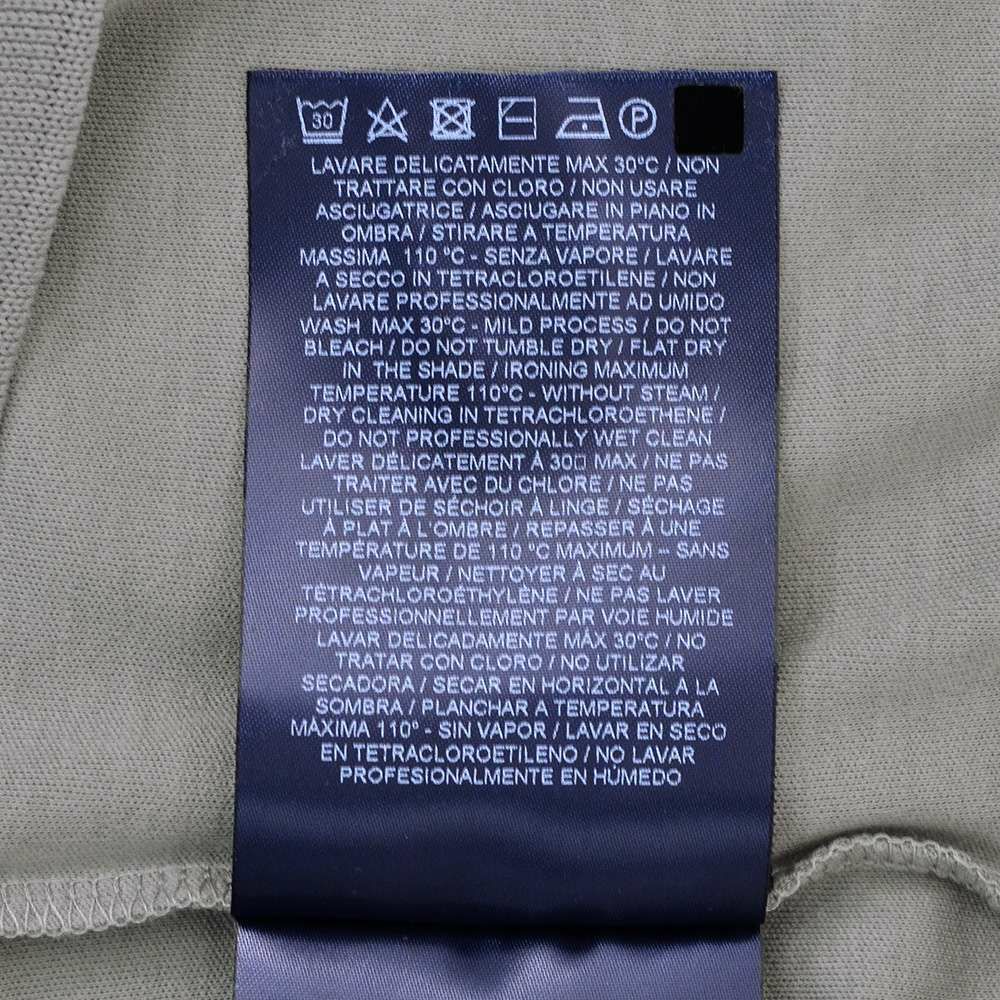 30 P
LAVARE DELICATAMENTE MAX 30°C / NON
TRATTARE CON CLORO / NON USARE
ASCIUGATRICE / ASCIUGARE IN PIANO IN
OMBRA / STIRARE A TEMPERATURA
MASSIMA 110 °C - SENZA VAPORE / LAVARE
A SECCO IN TETRACLOROETILENE / NON
LAVARE PROFESSIONALMENTE AD UMIDO
WASH MAX 30°C - MILD PROCESS / DO NOT
BLEACH / DO NOT TUMBLE DRY / FLAT DRY
IN THE SHADE / IRONING MAXIMUM
TEMPERATURE 110°C - WITHOUT STEAM /
DRY CLEANING IN TETRACHLOROETHENE /
DO NOT PROFESSIONALLY WET CLEAN
LAVER DÉLICATEMENT À 30□ MAX / NE PAS
TRAITER AVEC DU CHLORE / NE PAS
UTILISER DE SÉCHOIR À LINGE / SÉCHAGE
À PLAT À L'OMBRE / REPASSER À UNE
TEMPÉRATURE DE 110 °C MAXIMUM – SANS
VAPEUR / NETTOYER À SEC AU
TÉTRACHLOROÉTHYLÈNE / NE PAS LAVER
PROFESSIONNELLEMENT PAR VOIE HUMIDE
LAVAR DELICADAMENTE MÁX 30°C / NO
TRATAR CON CLORO / NO UTILIZAR
SECADORA / SECAR EN HORIZONTAL A LA
SOMBRA / PLANCHAR A TEMPERATURA
MÁXIMA 110° - SIN VAPOR / LAVAR EN SECO
EN TETRACLOROETILENO / NO LAVAR
PROFESIONALMENTE EN HÚMEDO